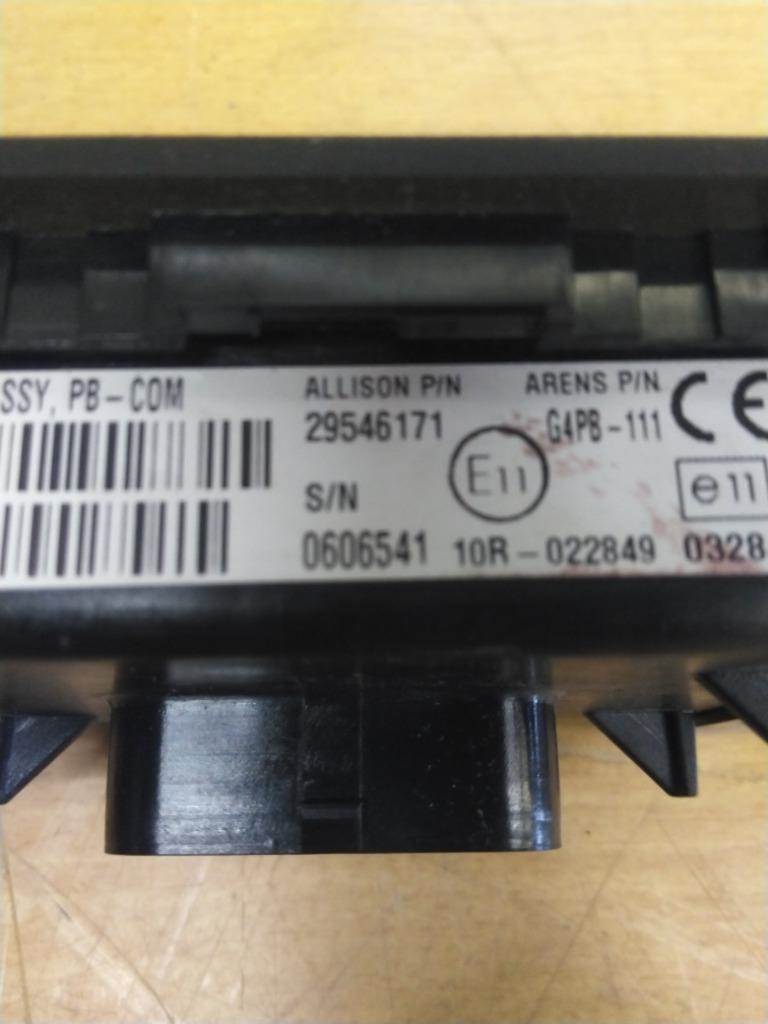 SSY, PB-COM
ALLISON P/N
29546171
S/N
0606541
ARENS P/N
G4PB-111
CE
E11
e11
10R-022849
0328